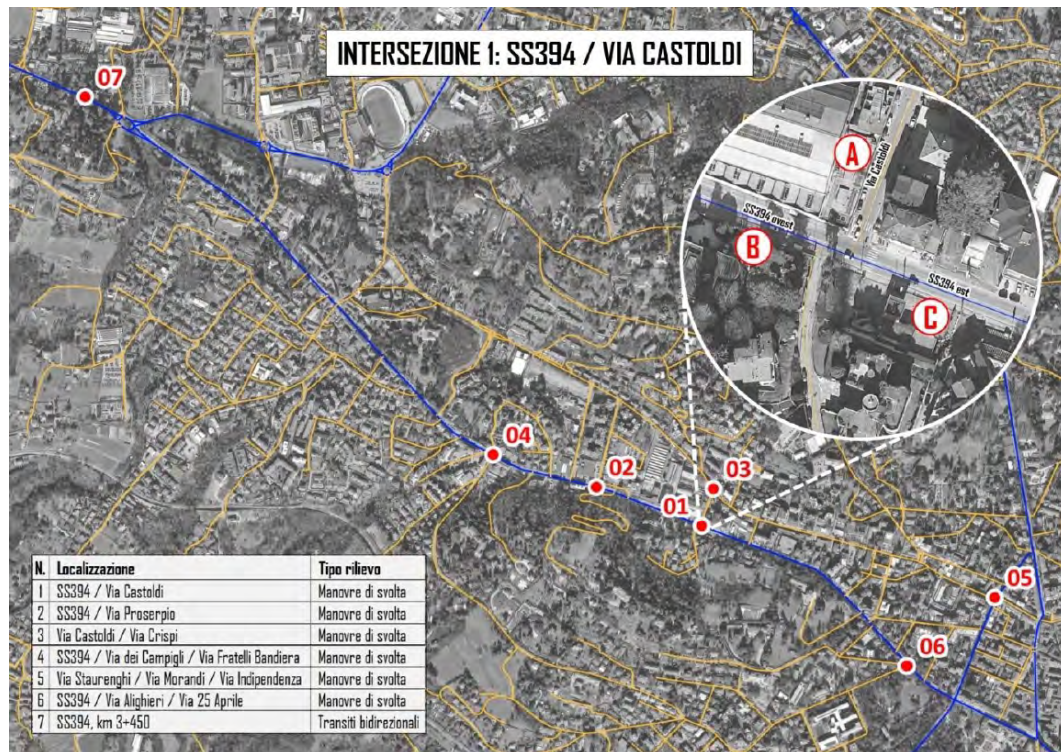 INTERSEZIONE 1: SS394 / VIA CASTOLDI
07
A
Via Castoldi
SS394 ovest
B
SS394 est
C
04
02
03
01
05
06
N. Localizzazione Tipo rilievo
1 SS394 / Via Castoldi Manovre di svolta
2 SS394 / Via Proserpio Manovre di svolta
3 Via Castoldi / Via Crispi Manovre di svolta
4 SS394 / Via dei Campigli / Via Fratelli Bandiera Manovre di svolta
5 Via Staurenghi / Via Morandi / Via Indipendenza Manovre di svolta
6 SS394 / Via Alighieri / Via 25 Aprile Manovre di svolta
7 SS394, km 3+450 Transiti bidirezionali